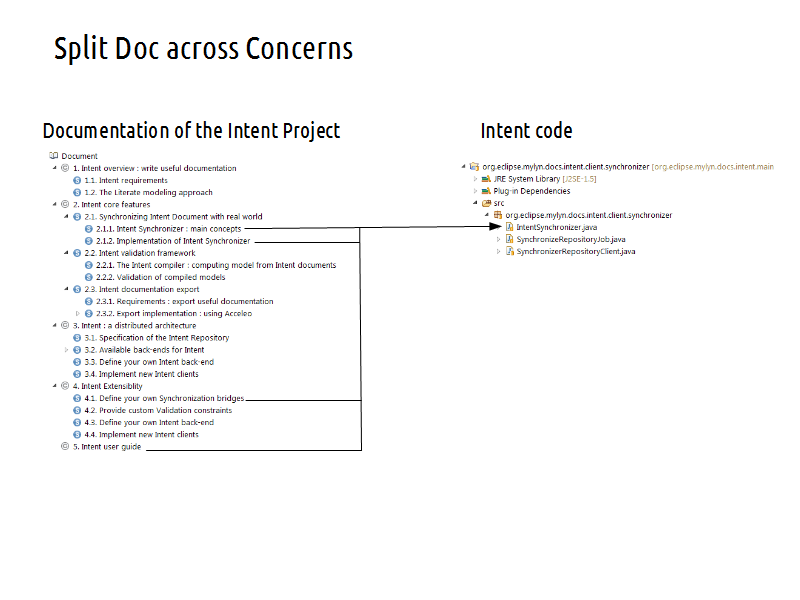 Split Doc across Concerns
Documentation of the Intent Project
Document
1. Intent overview : write useful documentation
1.1. Intent requirements
1.2. The Literate modeling approach
2. Intent core features
2.1. Synchronizing Intent Document with real world
2.1.1. Intent Synchronizer : main concepts
2.1.2. Implementation of Intent Synchronizer
2.2. Intent validation framework
2.2.1. The Intent compiler : computing model from Intent documents
2.2.2. Validation of compiled models
2.3. Intent documentation export
2.3.1. Requirements : export useful documentation
2.3.2. Export implementation : using Acceleo
3. Intent : a distributed architecture
3.1. Specification of the Intent Repository
3.2. Available back-ends for Intent
3.3. Define your own Intent back-end
3.4. Implement new Intent clients
4. Intent Extensiblity
4.1. Define your own Synchronization bridges
4.2. Provide custom Validation constraints
4.3. Define your own Intent back-end
4.4. Implement new Intent clients
5. Intent user guide
Intent code
org.eclipse.mylyn.docs.intent.client.synchronizer [org.eclipse.mylyn.docs.intent.main
JRE System Library [J2SE-1.5]
Plug-in Dependencies
src
org.eclipse.mylyn.docs.intent.client.synchronizer
IntentSynchronizer.java
SynchronizeRepositoryJob.java
SynchronizerRepositoryClient.java